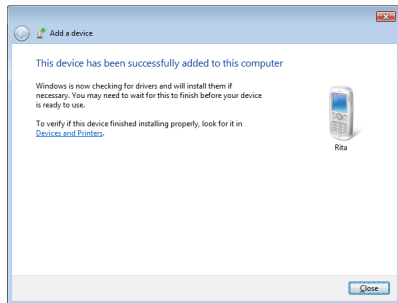 Add a device
This device has been successfully added to this computer
Windows is now checking for drivers and will install them if
necessary. You may need to wait for this to finish before your device
is ready to use.
To verify if this device finished installing properly, look for it in
Devices and Printers.
Rita
Close